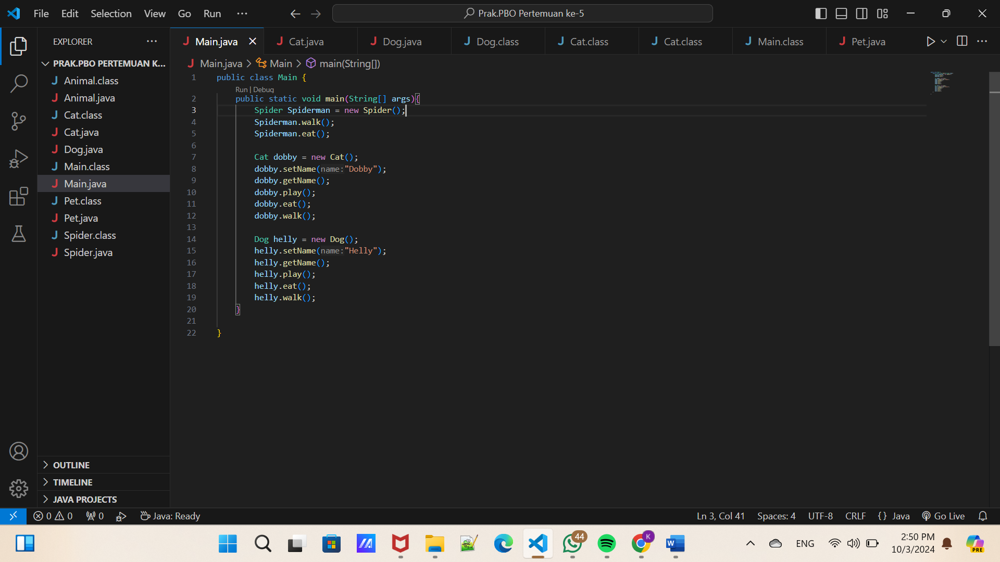 File Edit Selection View Go Run ···
Prak.PBO Pertemuan ke-5
EXPLORER ···
Main.java Cat.java Dog.java Dog.class Cat.class Cat.class Main.class Pet.java
PRAK.PBO PERTEMUAN K...
Animal.class
Animal.java
Cat.class
Cat.java
Dog.java
Main.class
Main.java
Pet.class
Pet.java
Spider.class
Spider.java
OUTLINE
TIMELINE
JAVA PROJECTS
Main.java > Main > main(String[])
1 public class Main {
Run | Debug
2 public static void main(String[] args){
3 Spider Spiderman = new Spider();
4 Spiderman.walk();
5 Spiderman.eat();
6
7 Cat dobby = new Cat();
8 dobby.setName(name:"Dobby");
9 dobby.getName();
10 dobby.play();
11 dobby.eat();
12 dobby.walk();
13
14 Dog helly = new Dog();
15 helly.setName(name:"Helly");
16 helly.getName();
17 helly.play();
18 helly.eat();
19 helly.walk();
20 }
21
22 }
0 0 0 Java: Ready Ln 3, Col 41 Spaces: 4 UTF-8 CRLF {} Java Go Live
44 K W ENG 2:50 PM
10/3/2024
PRE